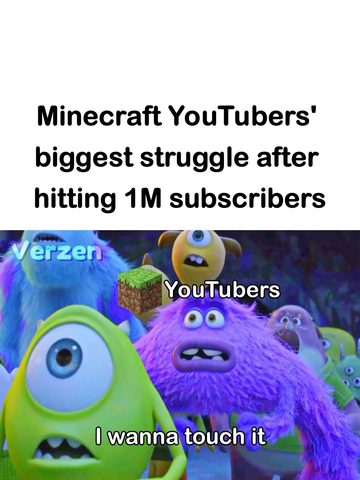 Minecraft YouTubers'
biggest struggle after
hitting 1M subscribers
Verzen
YouTubers
I wanna touch it